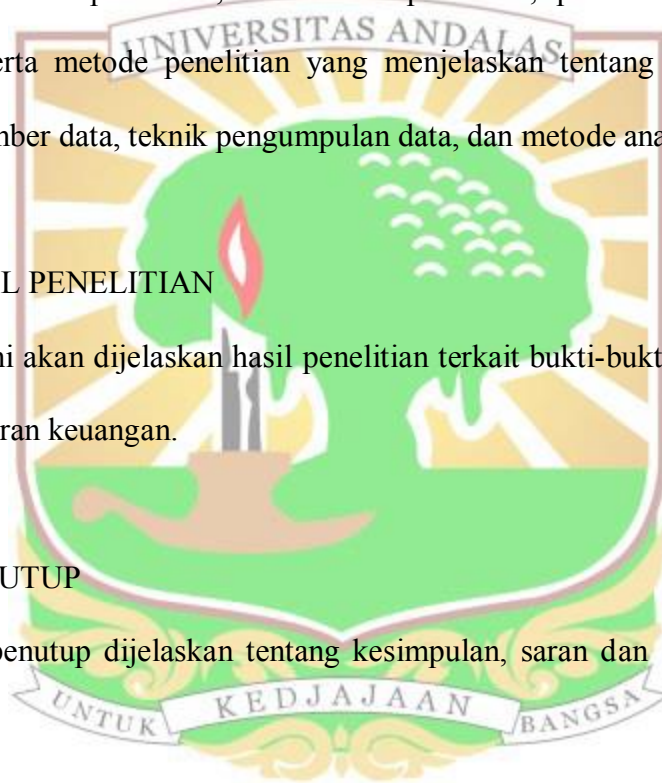 UNIVERSITAS ANDALAS
erta metode penelitian yang menjelaskan tentang
mber data, teknik pengumpulan data, dan metode ana
L PENELITIAN
ni akan dijelaskan hasil penelitian terkait bukti-bukt
ran keuangan.
UTUP
penutup dijelaskan tentang kesimpulan, saran dan
UNTUK KEDJAJAAN BANGSA